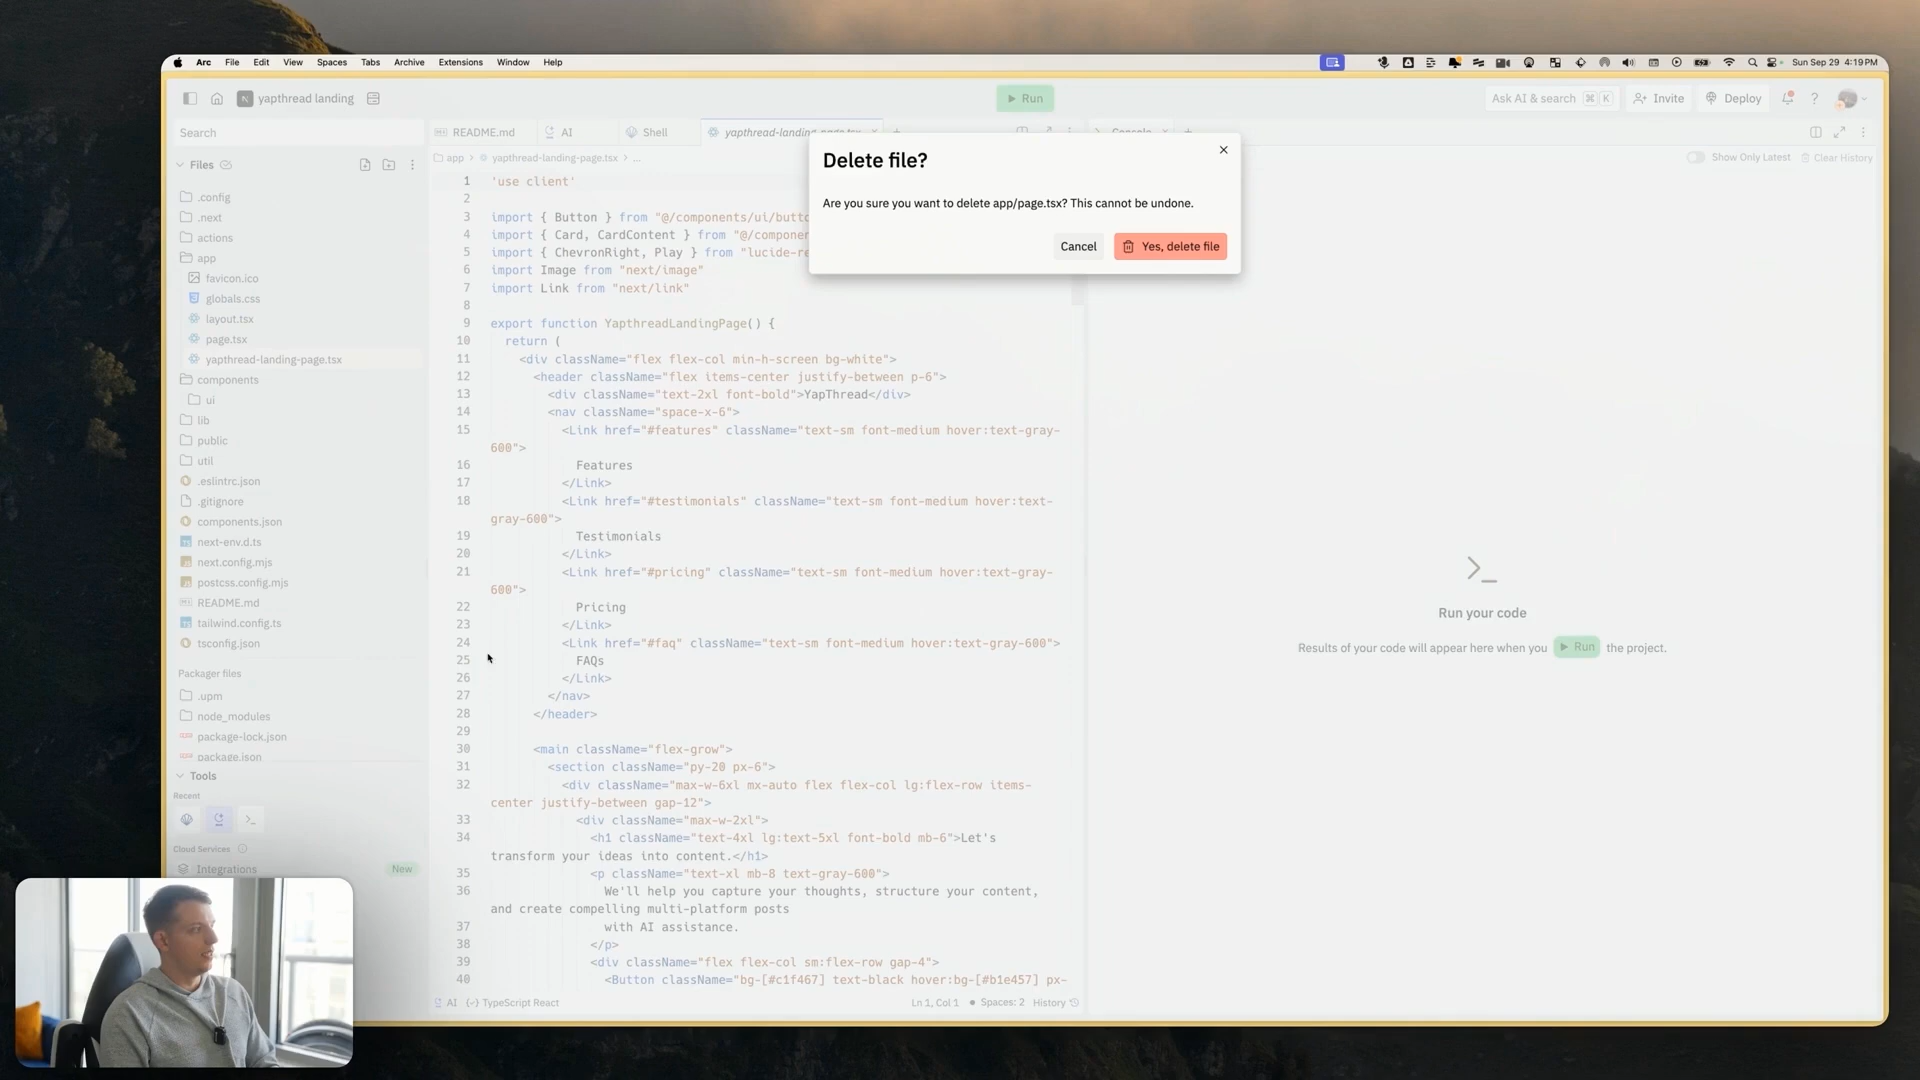 Arc File Edit View Spaces Tabs Archive Extensions Window Help
Sun Sep 29 4:19 PM
yapthread landing
Run
Ask AI & search ⌘ K
Invite
Deploy
?
Search
README.md
AI
Shell
yapthread-landing-page.tsx
Console
Files
app > yapthread-landing-page.tsx > ...
Show Only Latest
Clear History
Delete file?
Are you sure you want to delete app/page.tsx? This cannot be undone.
Cancel
Yes, delete file
.config
.next
actions
app
favicon.ico
globals.css
layout.tsx
page.tsx
yapthread-landing-page.tsx
components
ui
lib
public
util
.eslintrc.json
.gitignore
components.json
next-env.d.ts
next.config.mjs
postcss.config.mjs
README.md
tailwind.config.ts
tsconfig.json
Packager files
.upm
node_modules
package-lock.json
package.json
Tools
Recent
Cloud Services
Integrations
New
1 'use client'
2
3 import { Button } from "@/components/ui/butto
4 import { Card, CardContent } from "@/componen
5 import { ChevronRight, Play } from "lucide-re
6 import Image from "next/image"
7 import Link from "next/link"
8
9 export function YapthreadLandingPage() {
10 return (
11 <div className="flex flex-col min-h-screen bg-white">
12 <header className="flex items-center justify-between p-6">
13 <div className="text-2xl font-bold">YapThread</div>
14 <nav className="space-x-6">
15 <Link href="#features" className="text-sm font-medium hover:text-gray-
600">
16 Features
17 </Link>
18 <Link href="#testimonials" className="text-sm font-medium hover:text-
gray-600">
19 Testimonials
20 </Link>
21 <Link href="#pricing" className="text-sm font-medium hover:text-gray-
600">
22 Pricing
23 </Link>
24 <Link href="#faq" className="text-sm font-medium hover:text-gray-600">
25 FAQs
26 </Link>
27 </nav>
28 </header>
29
30 <main className="flex-grow">
31 <section className="py-20 px-6">
32 <div className="max-w-6xl mx-auto flex flex-col lg:flex-row items-
center justify-between gap-12">
33 <div className="max-w-2xl">
34 <h1 className="text-4xl lg:text-5xl font-bold mb-6">Let's
transform your ideas into content.</h1>
35 <p className="text-xl mb-8 text-gray-600">
36 We'll help you capture your thoughts, structure your content,
and create compelling multi-platform posts
37 with AI assistance.
38 </p>
39 <div className="flex flex-col sm:flex-row gap-4">
40 <Button className="bg-[#c1f467] text-black hover:bg-[#b1e457] px-
AI {..} TypeScript React
Ln 1, Col 1 Spaces: 2 History
Run your code
Results of your code will appear here when you Run the project.